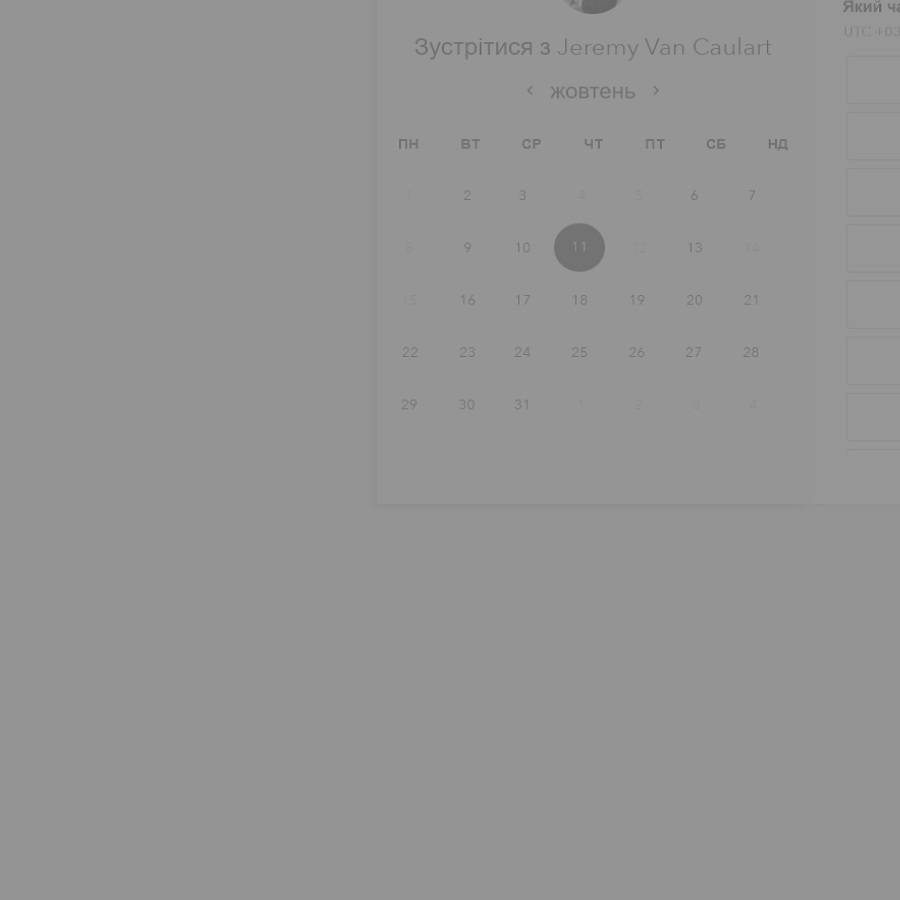 Зустрітися з Jeremy Van Caulart
жовтень
ПН ВТ СР ЧТ ПТ СБ НД
1 2 3 4 5 6 7
8 9 10 11 12 13 14
15 16 17 18 19 20 21
22 23 24 25 26 27 28
29 30 31 1 2 3 4
Який
UTC +03